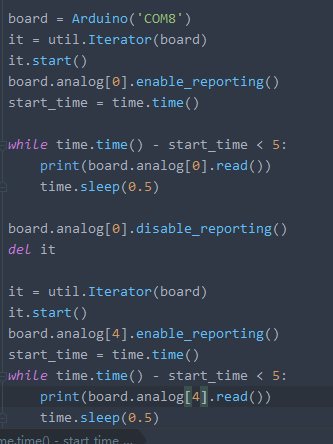 board = Arduino('COM8')
it = util.Iterator(board)
it.start()
board.analog[0].enable_reporting()
start_time = time.time()
while time.time() - start_time < 5:
    print(board.analog[0].read())
    time.sleep(0.5)
board.analog[0].disable_reporting()
del it
it = util.Iterator(board)
it.start()
board.analog[4].enable_reporting()
start_time = time.time()
while time.time() - start_time < 5:
    print(board.analog[4].read())
    time.sleep(0.5)
me.time() - start_time ...